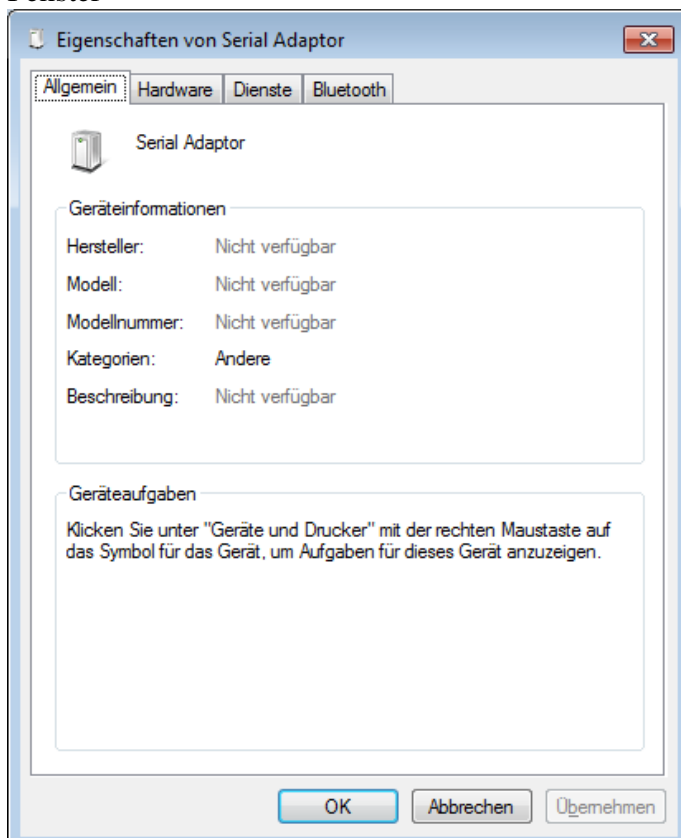 Eigenschaften von Serial Adaptor
Allgemein Hardware Dienste Bluetooth
Serial Adaptor
Geräteinformationen
Hersteller: Nicht verfügbar
Modell: Nicht verfügbar
Modellnummer: Nicht verfügbar
Kategorien: Andere
Beschreibung: Nicht verfügbar
Geräteaufgaben
Klicken Sie unter "Geräte und Drucker" mit der rechten Maustaste auf
das Symbol für das Gerät, um Aufgaben für dieses Gerät anzuzeigen.
OK Abbrechen Übernehmen